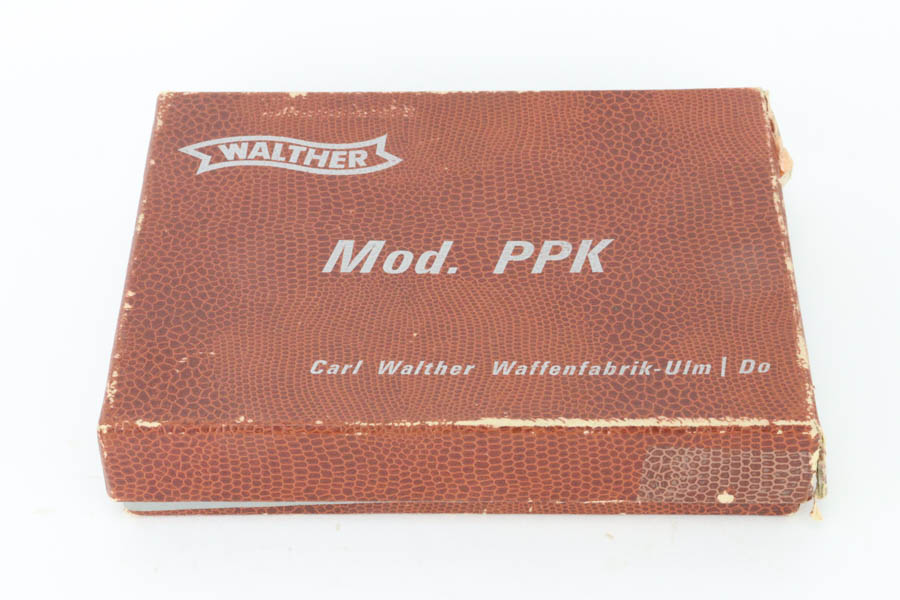 WALTHER
Mod. PPK
Carl Walther Waffenfabrik-Ulm | Do